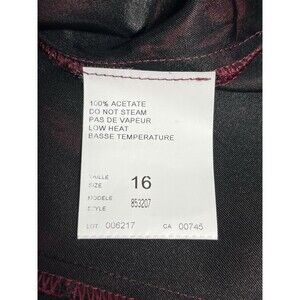 100% ACETATE
DO NOT STEAM
PAS DE VAPEUR
LOW HEAT
BASSE TEMPERATURE
TAILLE
SIZE 16
MODELE
STYLE 853207
LOT: 006217 CA 00745